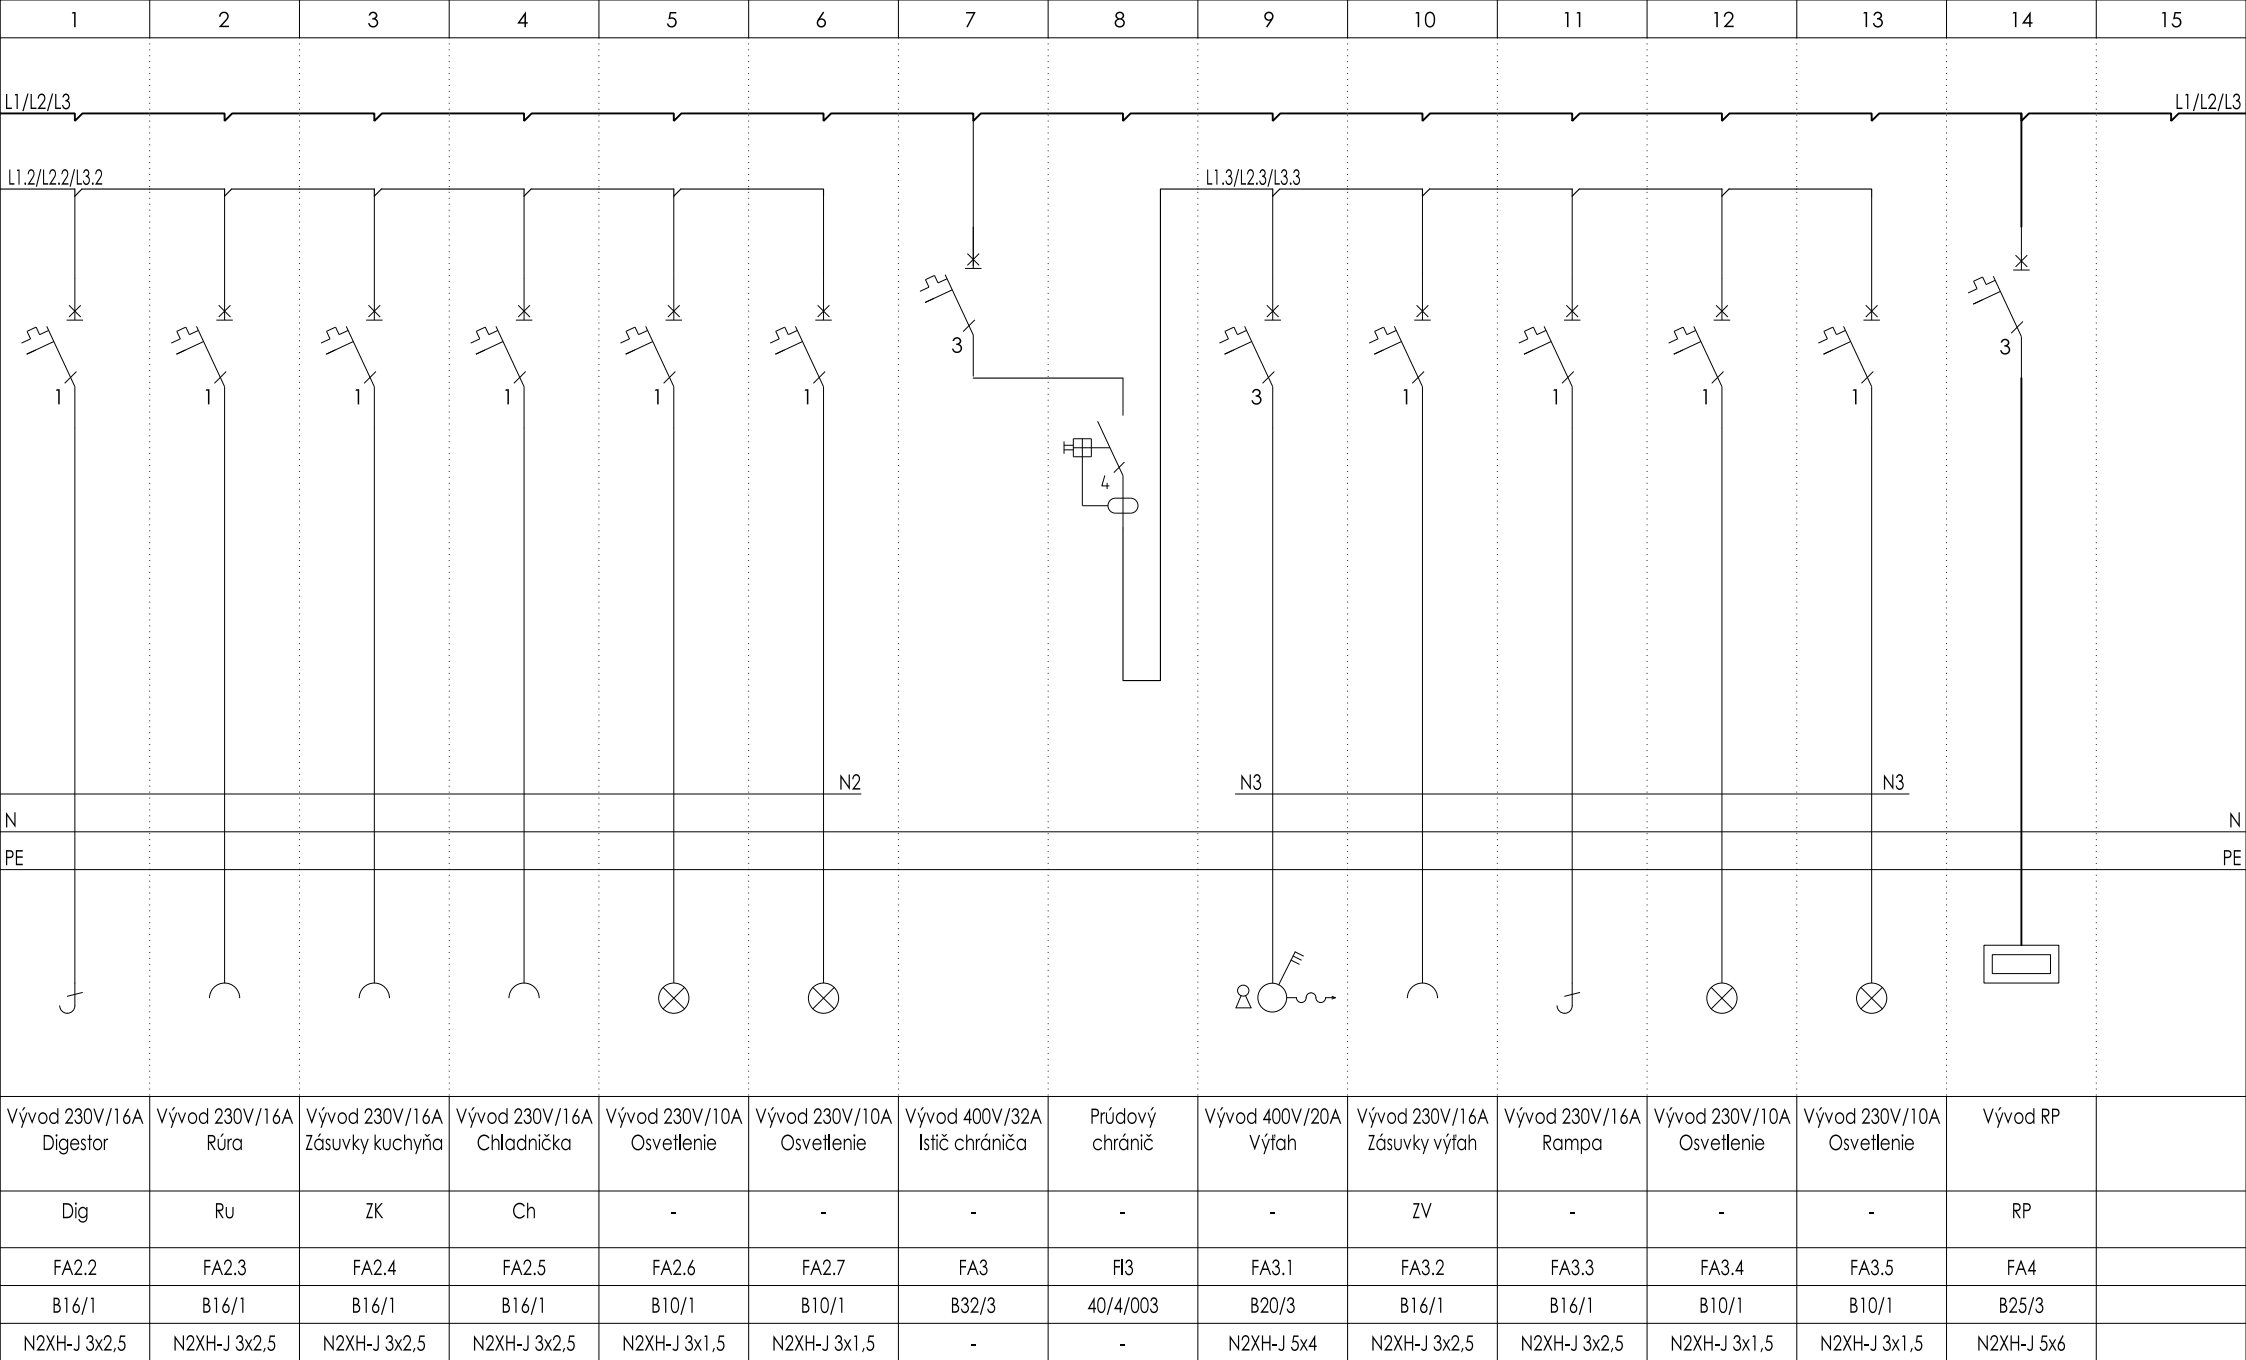 1 2 3 4 5 6 7 8 9 10 11 12 13 14 15
L1/L2/L3 L1/L2/L3
L1.2/L2.2/L3.2 L1.3/L2.3/L3.3
3 3
1 1 1 1 1 1 3 1 1 1 1
4
N2 N3 N3
N N
PE PE
Vývod 230V/16A Vývod 230V/16A Vývod 230V/16A Vývod 230V/16A Vývod 230V/10A Vývod 230V/10A Vývod 400V/32A Prúdový Vývod 400V/20A Vývod 230V/16A Vývod 230V/16A Vývod 230V/10A Vývod 230V/10A Vývod RP
Digestor Rúra Zásuvky kuchyňa Chladnička Osvetlenie Osvetlenie Istič chrániča chránič Výťah Zásuvky výťah Rampa Osvetlenie Osvetlenie
Dig Ru ZK Ch - - - - - ZV - - - RP
FA2.2 FA2.3 FA2.4 FA2.5 FA2.6 FA2.7 FA3 FI3 FA3.1 FA3.2 FA3.3 FA3.4 FA3.5 FA4
B16/1 B16/1 B16/1 B16/1 B10/1 B10/1 B32/3 40/4/003 B20/3 B16/1 B16/1 B10/1 B10/1 B25/3
N2XH-J 3x2,5 N2XH-J 3x2,5 N2XH-J 3x2,5 N2XH-J 3x2,5 N2XH-J 3x1,5 N2XH-J 3x1,5 - - N2XH-J 5x4 N2XH-J 3x2,5 N2XH-J 3x2,5 N2XH-J 3x1,5 N2XH-J 3x1,5 N2XH-J 5x6